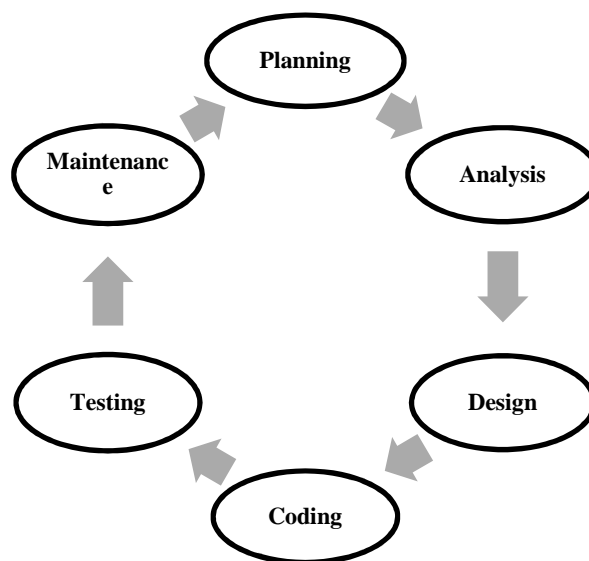 Planning
Analysis
Design
Coding
Testing
Maintenanc
e